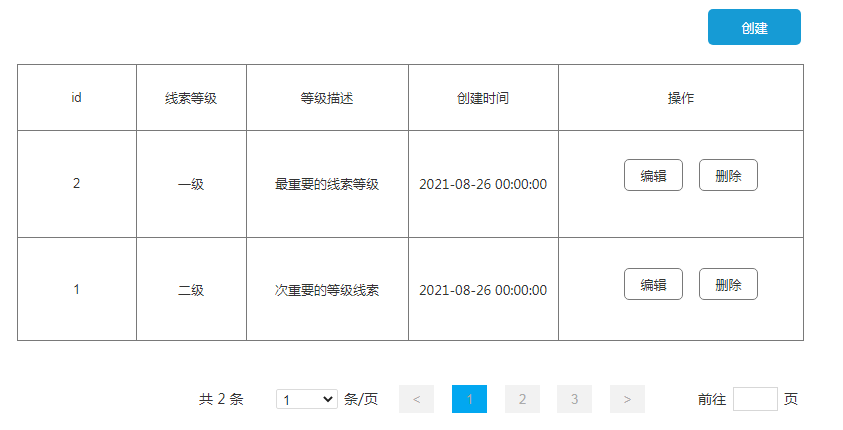 创建
id 线索等级 等级描述 创建时间 操作
2 一级 最重要的线索等级 2021-08-26 00:00:00 编辑 删除
1 二级 次重要的等级线索 2021-08-26 00:00:00 编辑 删除
共 2 条 1 条/页 < 1 2 3 > 前往 页